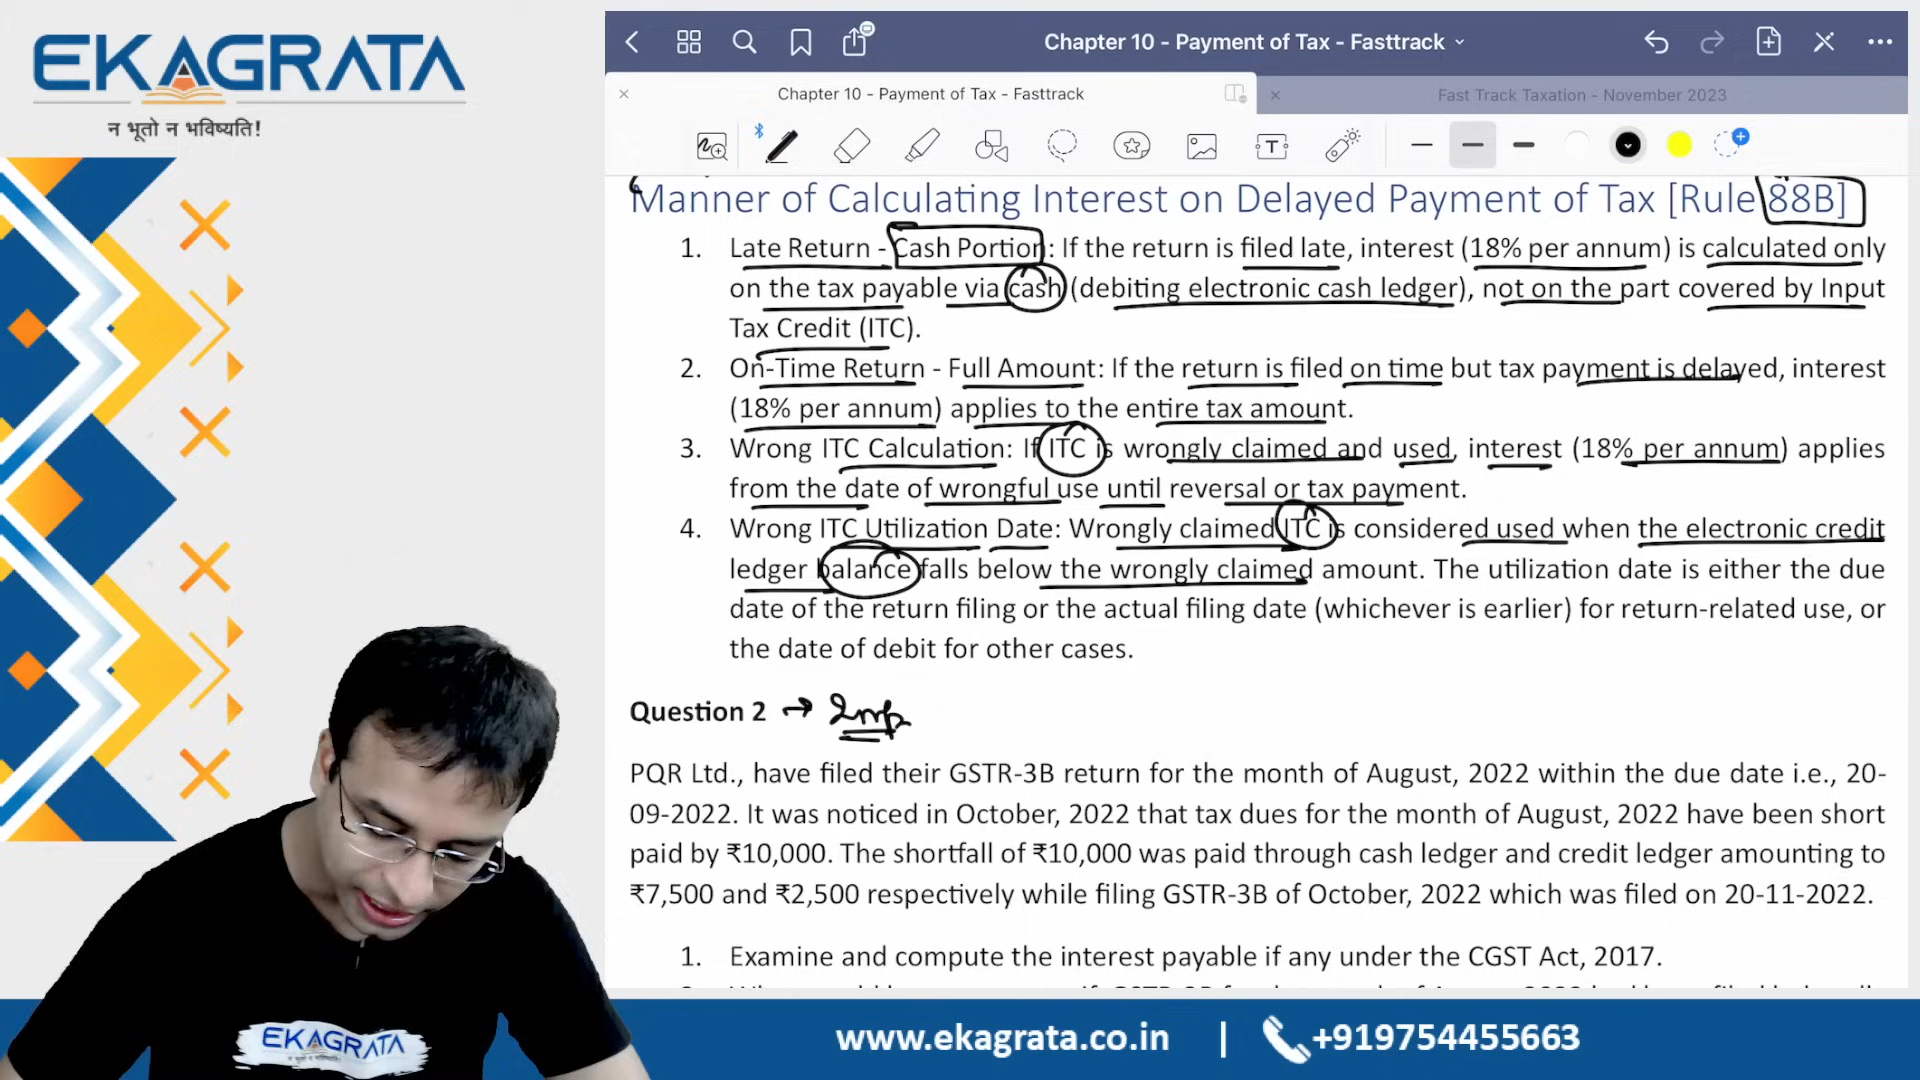 EKAGRATA
न भूतो न भविष्यति!
Chapter 10 - Payment of Tax - Fasttrack
Chapter 10 - Payment of Tax - Fasttrack
Fast Track Taxation - November 2023
Manner of Calculating Interest on Delayed Payment of Tax [Rule 88B]
1. Late Return - Cash Portion: If the return is filed late, interest (18% per annum) is calculated only
on the tax payable via cash (debiting electronic cash ledger), not on the part covered by Input
Tax Credit (ITC).
2. On-Time Return - Full Amount: If the return is filed on time but tax payment is delayed, interest
(18% per annum) applies to the entire tax amount.
3. Wrong ITC Calculation: If ITC is wrongly claimed and used, interest (18% per annum) applies
from the date of wrongful use until reversal or tax payment.
4. Wrong ITC Utilization Date: Wrongly claimed ITC is considered used when the electronic credit
ledger balance falls below the wrongly claimed amount. The utilization date is either the due
date of the return filing or the actual filing date (whichever is earlier) for return-related use, or
the date of debit for other cases.
Question 2 → Imp
PQR Ltd., have filed their GSTR-3B return for the month of August, 2022 within the due date i.e., 20-
09-2022. It was noticed in October, 2022 that tax dues for the month of August, 2022 have been short
paid by ₹10,000. The shortfall of ₹10,000 was paid through cash ledger and credit ledger amounting to
₹7,500 and ₹2,500 respectively while filing GSTR-3B of October, 2022 which was filed on 20-11-2022.
1. Examine and compute the interest payable if any under the CGST Act, 2017.
EKAGRATA
www.ekagrata.co.in | +919754455663